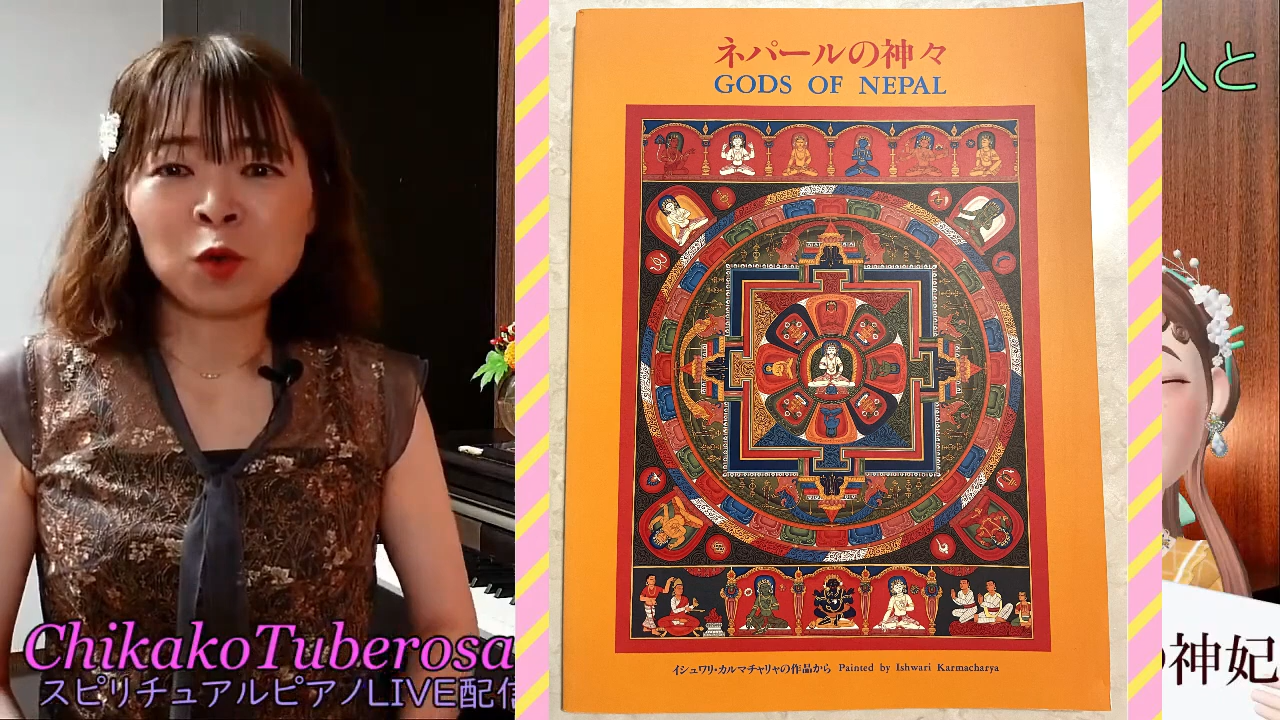 ChikakoTuberosa
スピリチュアルピアノLIVE配信
ネパールの神々
GODS OF NEPAL
イシュワリ・カルマチャリャの作品から Painted by Ishwari Karmacharya
人と
神妃